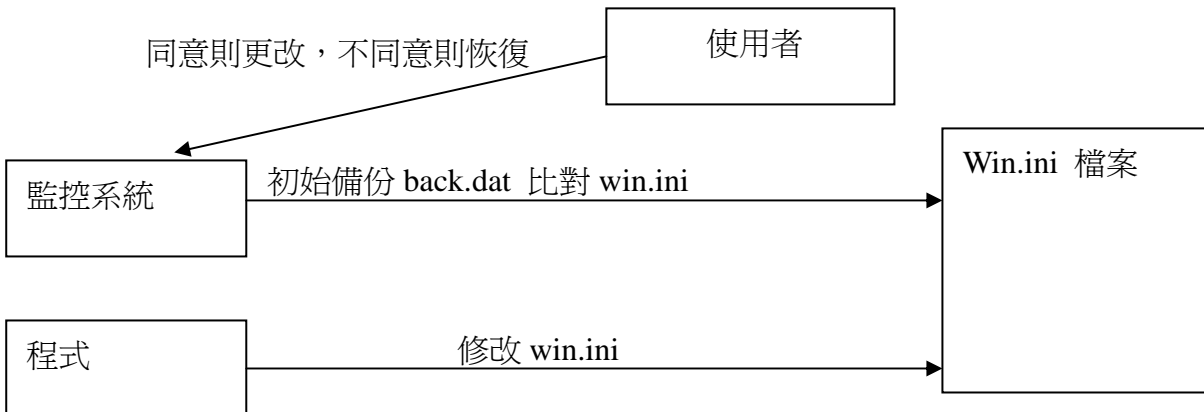 使用者
同意則更改，不同意則恢復
Win.ini 檔案
監控系統
初始備份 back.dat 比對 win.ini
程式
修改 win.ini